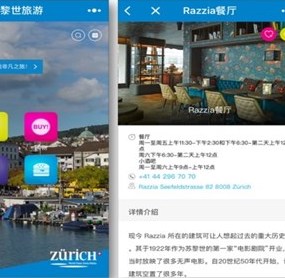 黎世旅游
非凡之旅!
BUY!
ZÜRICH
Razzia餐厅
Razzia餐厅
餐厅
周一至周五上午11:30-下午2:30和下午6:30-第二天上午12
点
周六下午6:30-第二天上午12点
小酒吧
周一至周六上午9点-上午12点
+41 44 296 70 70
Razzia Seefeldstrasse 82 8008 Zürich
详情介绍
现今 Razzia 所在的建筑可让人想起过去的重大历史
。其于1922年作为苏黎世的第一家“电影剧院”开业,
当时放映了很多无声电影。自20世纪50年代开始,
建筑空置了很多年。